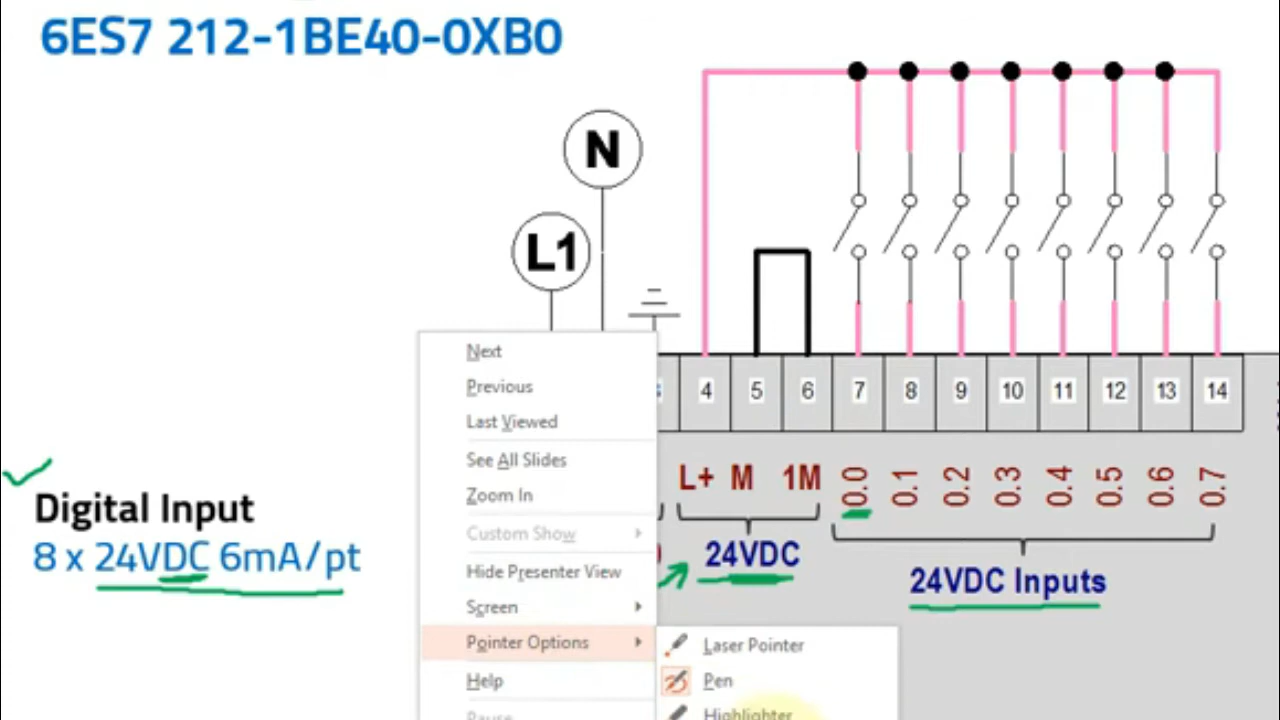 6ES7 212-1BE40-0XB0
N
L1
Next
Previous
Last Viewed
See All Slides
Zoom In
Custom Show
Hide Presenter View
Screen
Pointer Options
Help
Pause
Laser Pointer
Pen
Highlighter
4 5 6 7 8 9 10 11 12 13 14
L+ M 1M 0.0 0.1 0.2 0.3 0.4 0.5 0.6 0.7
24VDC
24VDC Inputs
Digital Input
8 x 24VDC 6mA/pt